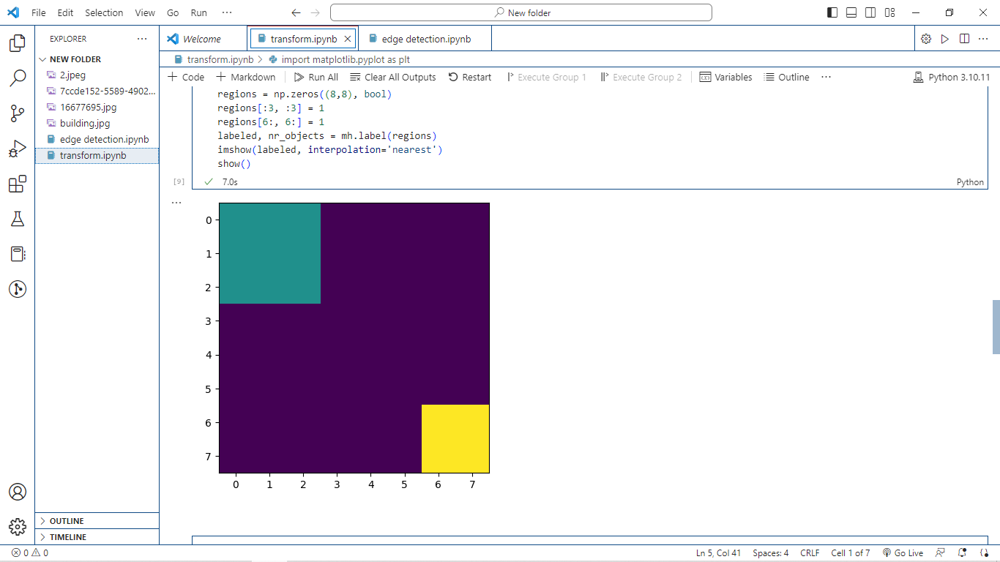 File Edit Selection View Go Run ··· New folder
EXPLORER ···
NEW FOLDER
2.jpeg
7ccde152-5589-4902...
16677695.jpg
building.jpg
edge detection.ipynb
transform.ipynb
OUTLINE
TIMELINE
Welcome transform.ipynb edge detection.ipynb ···
transform.ipynb > import matplotlib.pyplot as plt
Code Markdown Run All Clear All Outputs Restart Execute Group 1 Execute Group 2 Variables Outline ··· Python 3.10.11
regions = np.zeros((8,8), bool)
regions[:3, :3] = 1
regions[6:, 6:] = 1
labeled, nr_objects = mh.label(regions)
imshow(labeled, interpolation='nearest')
show()
[9] 7.0s Python
···
0
1
2
3
4
5
6
7
0 1 2 3 4 5 6 7
0 0 Ln 5, Col 41 Spaces: 4 CRLF Cell 1 of 7 Go Live